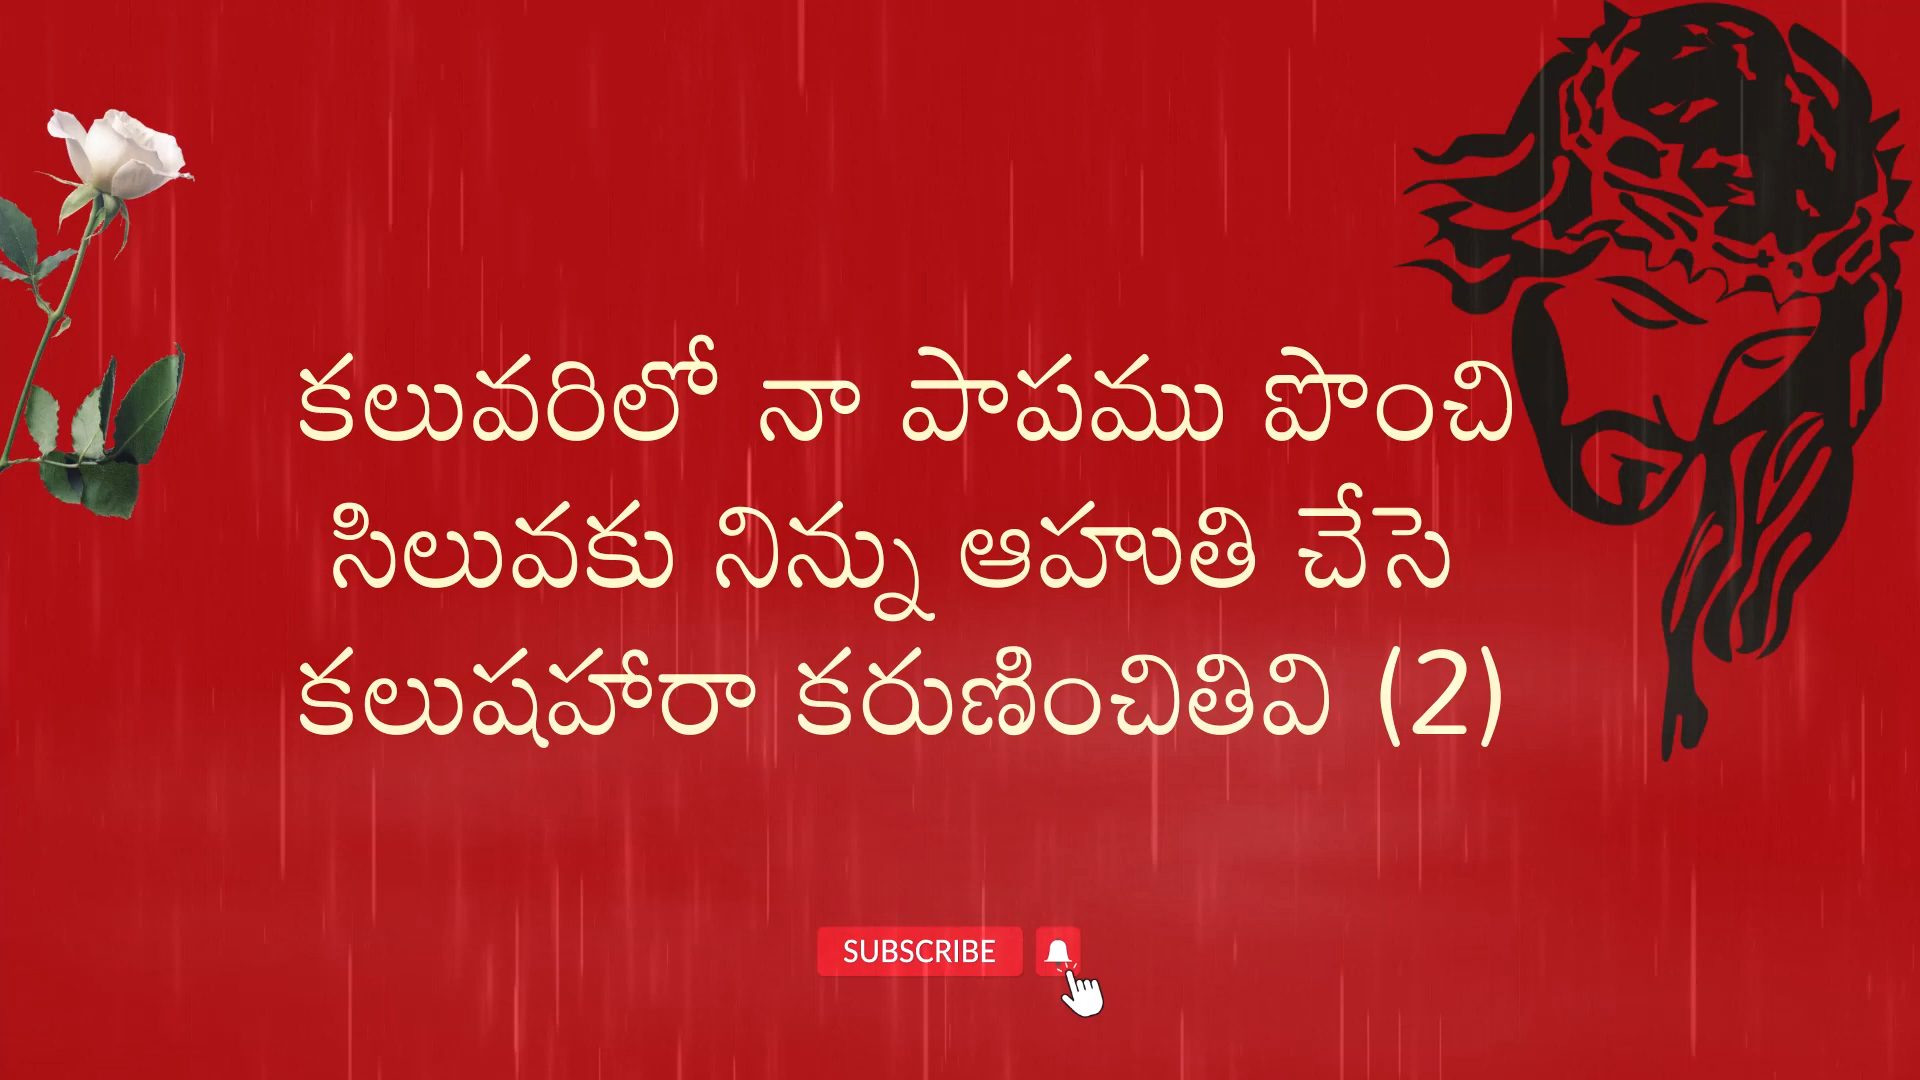 కలువరిలో నా పాపము పొంచి
సిలువకు నిన్ను ఆహుతి చేసె
కలుషహారా కరుణించితివి (2)
SUBSCRIBE